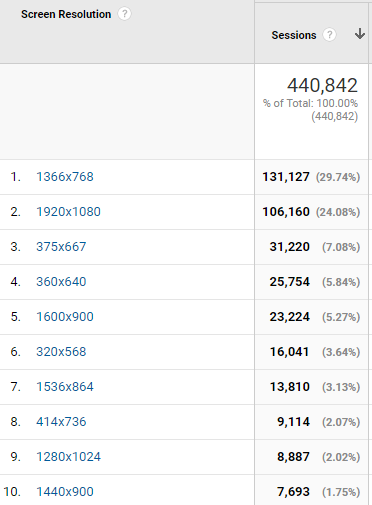 Screen Resolution ?
Sessions ?
440,842
% of Total: 100.00%
(440,842)
1. 1366x768 131,127 (29.74%)
2. 1920x1080 106,160 (24.08%)
3. 375x667 31,220 (7.08%)
4. 360x640 25,754 (5.84%)
5. 1600x900 23,224 (5.27%)
6. 320x568 16,041 (3.64%)
7. 1536x864 13,810 (3.13%)
8. 414x736 9,114 (2.07%)
9. 1280x1024 8,887 (2.02%)
10. 1440x900 7,693 (1.75%)